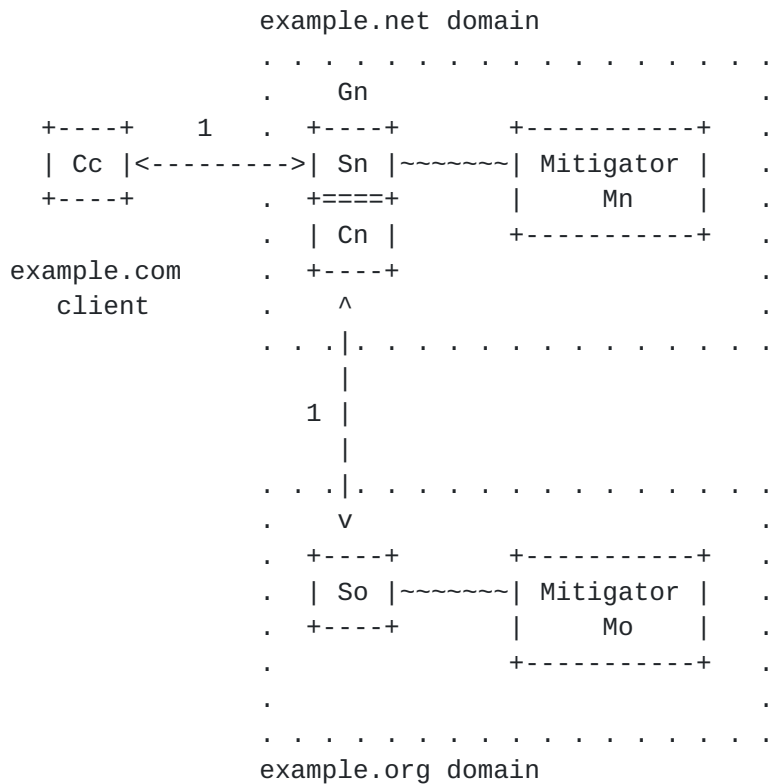 example.net domain
. . . . . . . . . . . . . . . . .
. Gn .
+----+ 1 . +----+ +-----------+ .
| Cc |<--------->| Sn |~~~~~~~| Mitigator | .
+----+ . +====+ | Mn | .
. | Cn | +-----------+ .
example.com . +----+ .
client . ^ .
. . .|. . . . . . . . . . . . . .
|
1 |
|
. . .|. . . . . . . . . . . . . .
. v .
. +----+ +-----------+ .
. | So |~~~~~~~| Mitigator | .
. +----+ | Mo | .
. +-----------+ .
. .
. . . . . . . . . . . . . . . . .
example.org domain